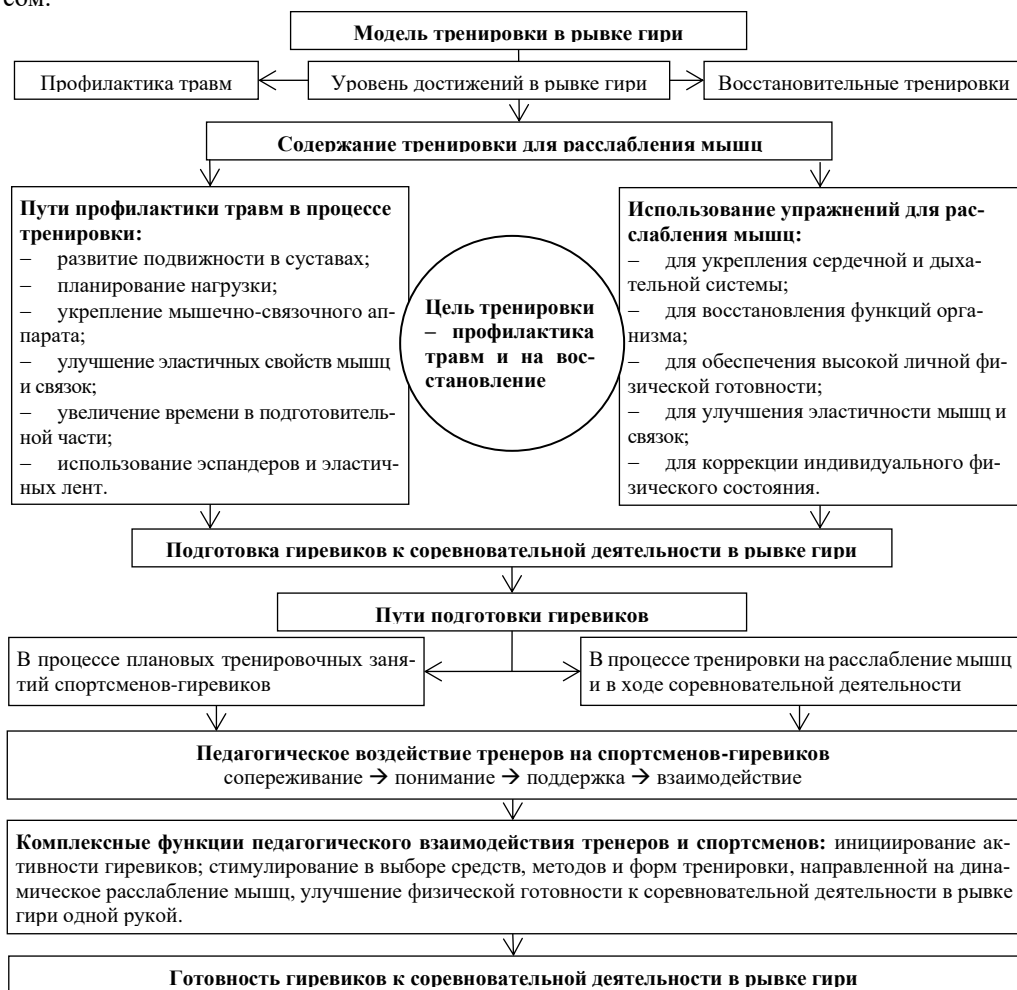 сом.
Модель тренировки в рывке гири
Профилактика травм
Уровень достижений в рывке гири
Восстановительные тренировки
Содержание тренировки для расслабления мышц
Пути профилактики травм в процессе
тренировки:
– развитие подвижности в суставах;
– планирование нагрузки;
– укрепление мышечно-связочного ап-
парата;
– улучшение эластичных свойств мышц
и связок;
– увеличение времени в подготовитель-
ной части;
– использование эспандеров и эластич-
ных лент.
Цель тренировки
– профилактика
травм и на вос-
становление
Использование упражнений для рас-
слабления мышц:
– для укрепления сердечной и дыха-
тельной системы;
– для восстановления функций орга-
низма;
– для обеспечения высокой личной фи-
зической готовности;
– для улучшения эластичности мышц и
связок;
– для коррекции индивидуального фи-
зического состояния.
Подготовка гиревиков к соревновательной деятельности в рывке гири
Пути подготовки гиревиков
В процессе плановых тренировочных заня-
тий спортсменов-гиревиков
В процессе тренировки на расслабление мышц
и в ходе соревновательной деятельности
Педагогическое воздействие тренеров на спортсменов-гиревиков
сопереживание → понимание → поддержка → взаимодействие
Комплексные функции педагогического взаимодействия тренеров и спортсменов: инициирование ак-
тивности гиревиков; стимулирование в выборе средств, методов и форм тренировки, направленной на дина-
мическое расслабление мышц, улучшение физической готовности к соревновательной деятельности в рывке
гири одной рукой.
Готовность гиревиков к соревновательной деятельности в рывке гири